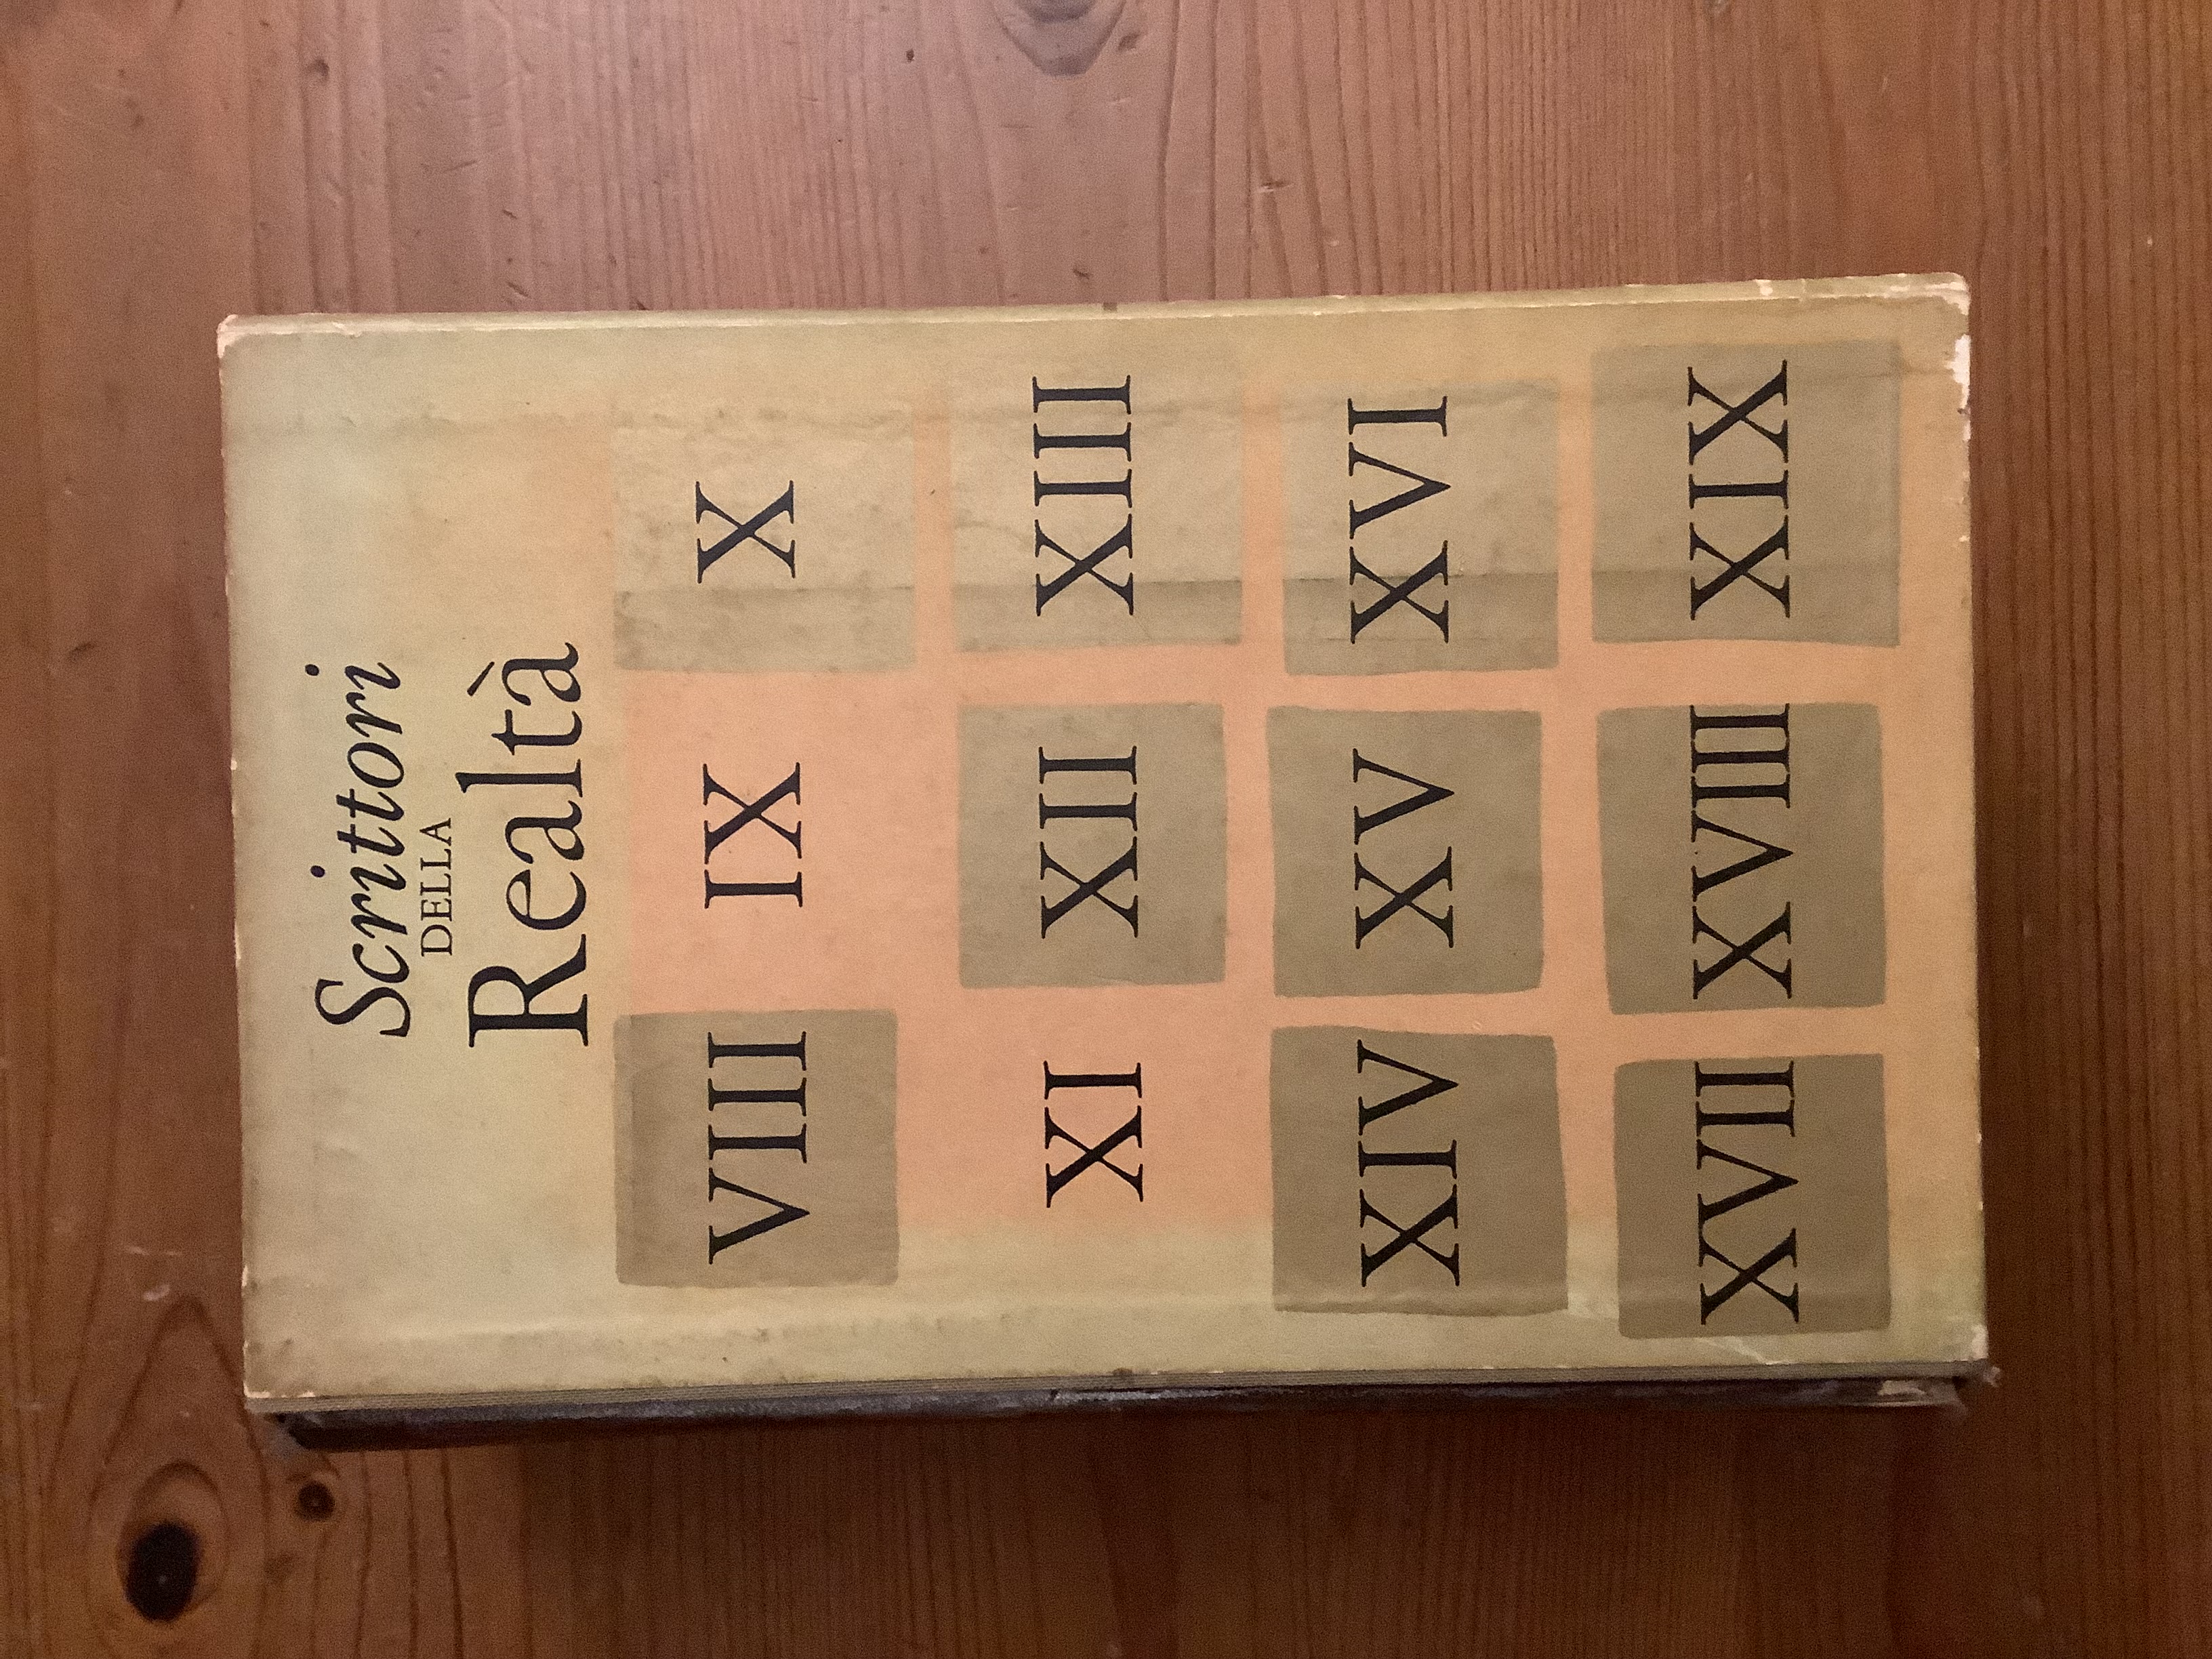 Scrittori
DELLA
Realtà
VIII IX X
XI XII XIII
XIV XV XVI
XVII XVIII XIX